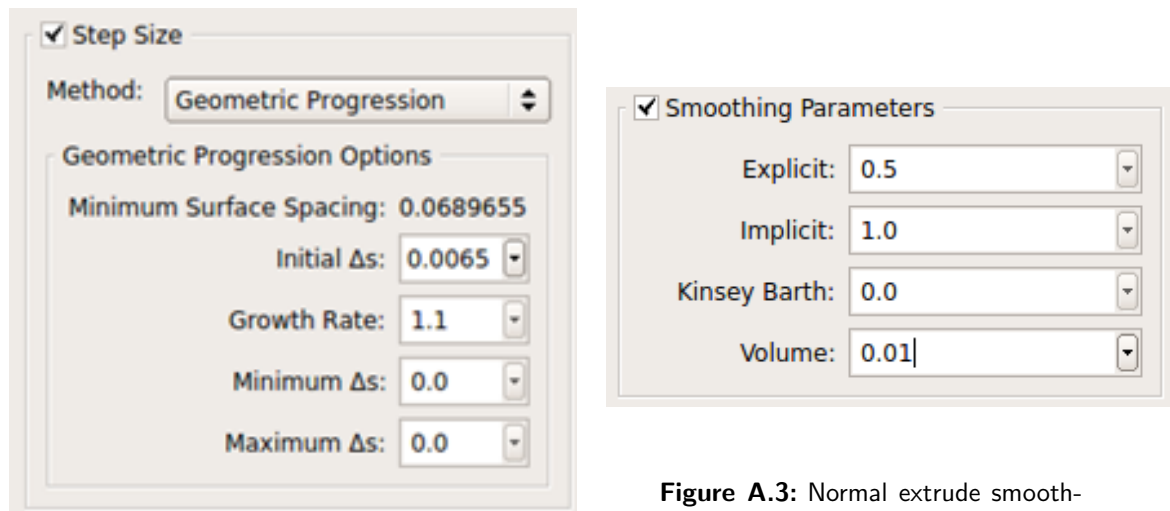 Step Size
Method: Geometric Progression
Geometric Progression Options
Minimum Surface Spacing: 0.0689655
Initial Δs: 0.0065
Growth Rate: 1.1
Minimum Δs: 0.0
Maximum Δs: 0.0
Smoothing Parameters
Explicit: 0.5
Implicit: 1.0
Kinsey Barth: 0.0
Volume: 0.01
Figure A.3: Normal extrude smooth-